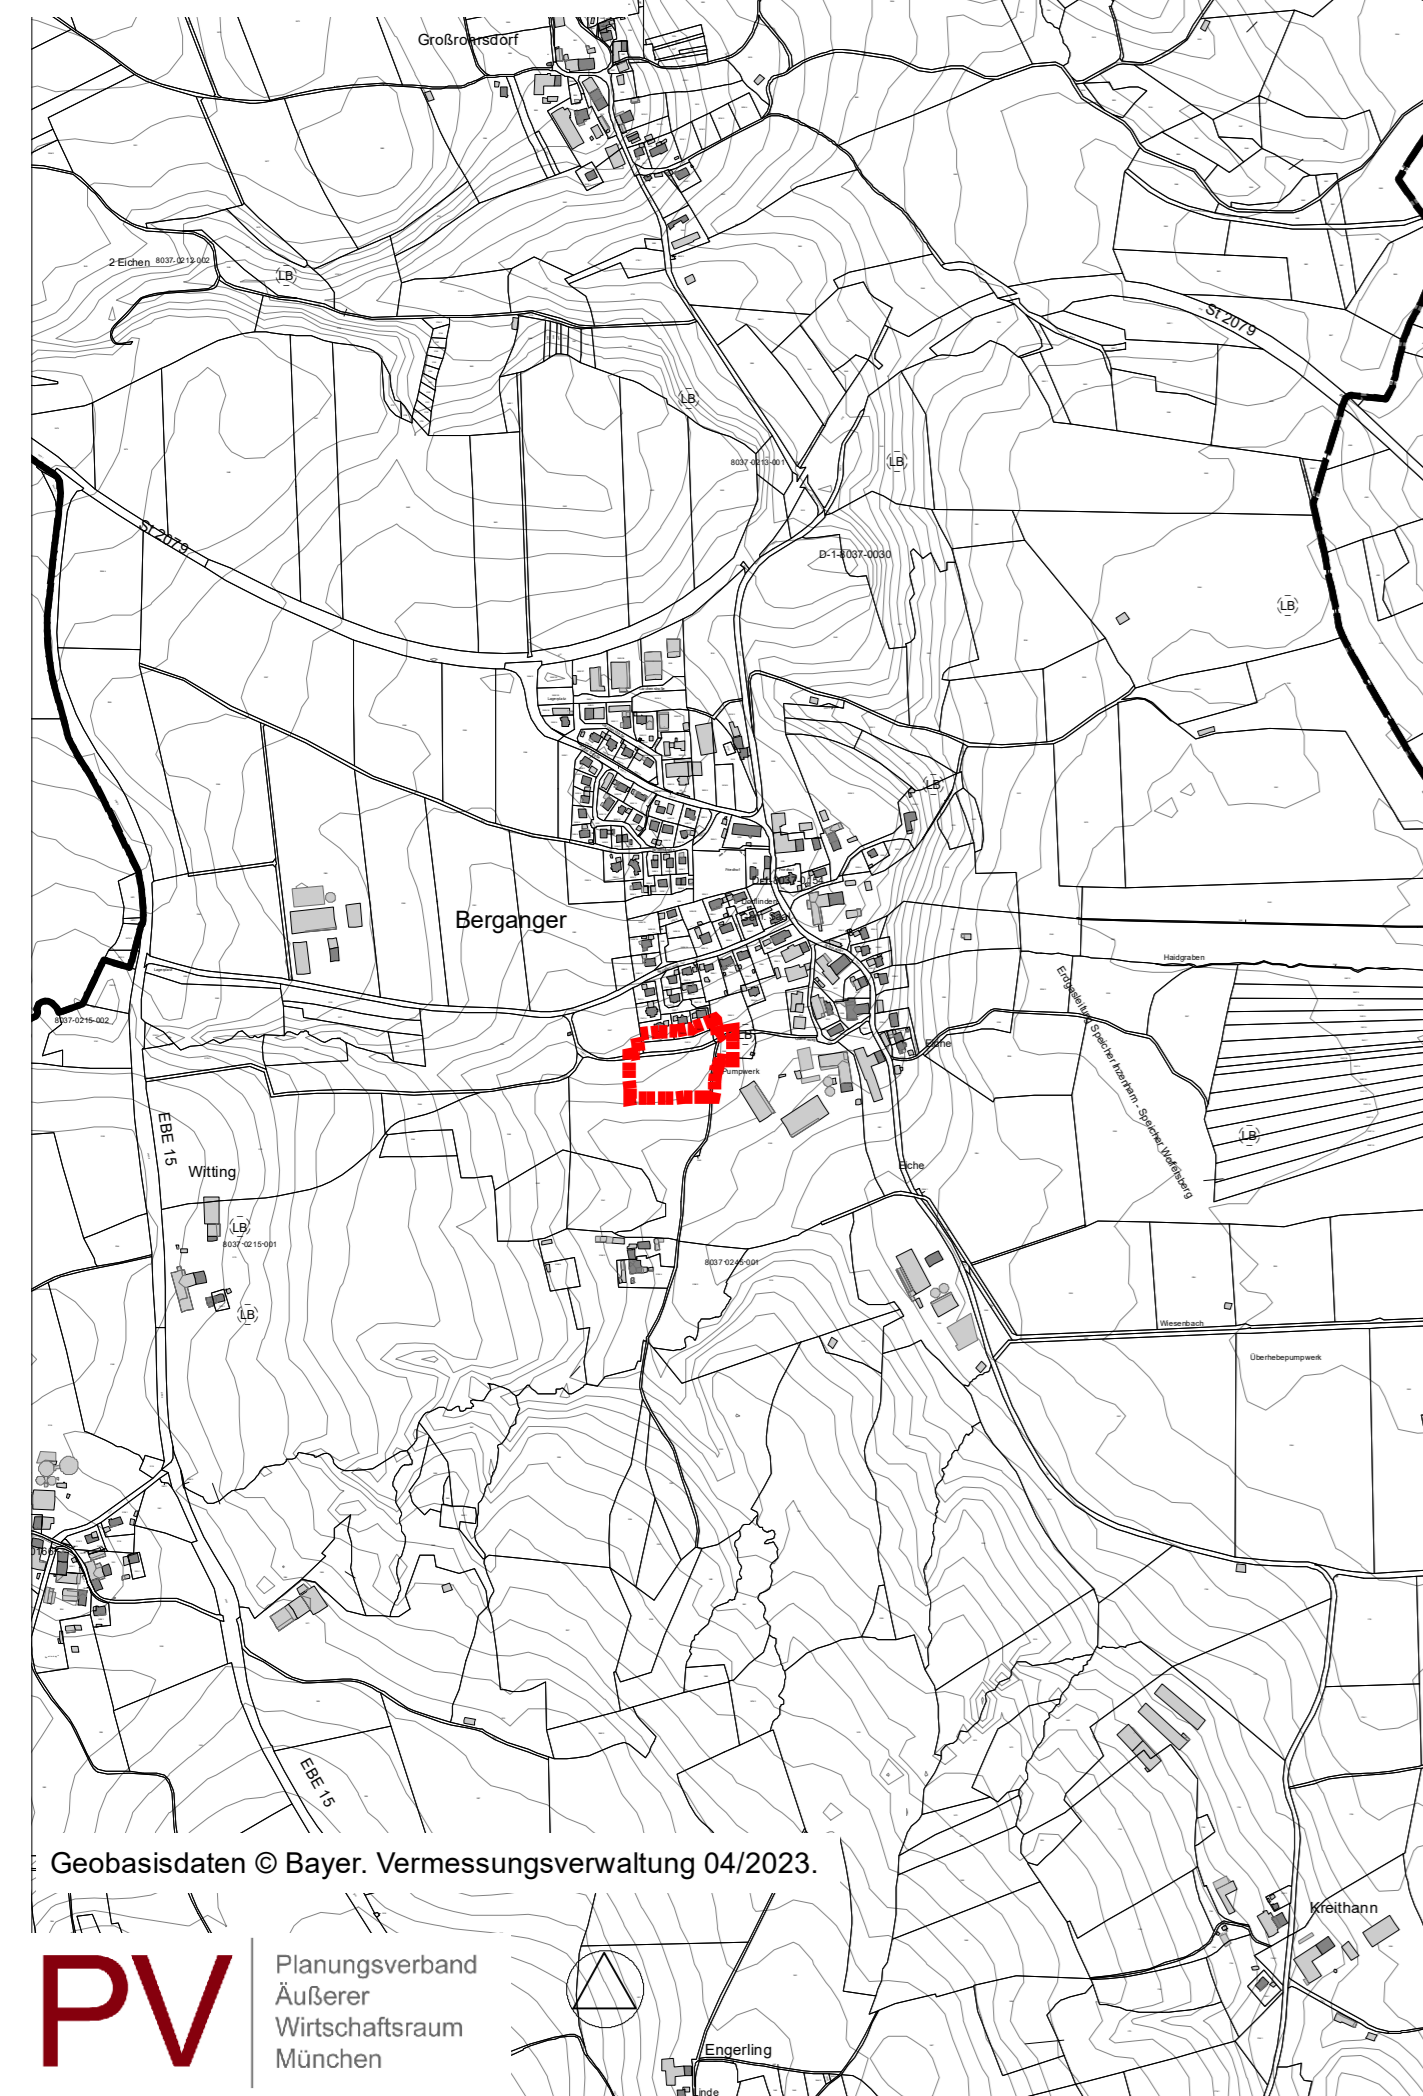 Großrohrsdorf
2 Eichen
8037-0212-002
LB
St 2079
LB
8037-0213-001
LB
St 2079
D-1-8037-0030
LB
LB
Berganger
Haidgraben
Erdgasleitung Speicher Inzenham - Speicher Wolfersberg
8037-0215-002
Eiche
Pumpwerk
EBE 15
LB
Witting
Eiche
LB
8037-0215-001
8037-0245-001
LB
Wiesenbach
Überhebepumpwerk
EBE 15
Geobasisdaten © Bayer. Vermessungsverwaltung 04/2023.
Kreithann
PV
Planungsverband
Äußerer
Wirtschaftsraum
München
Engerling
Linde